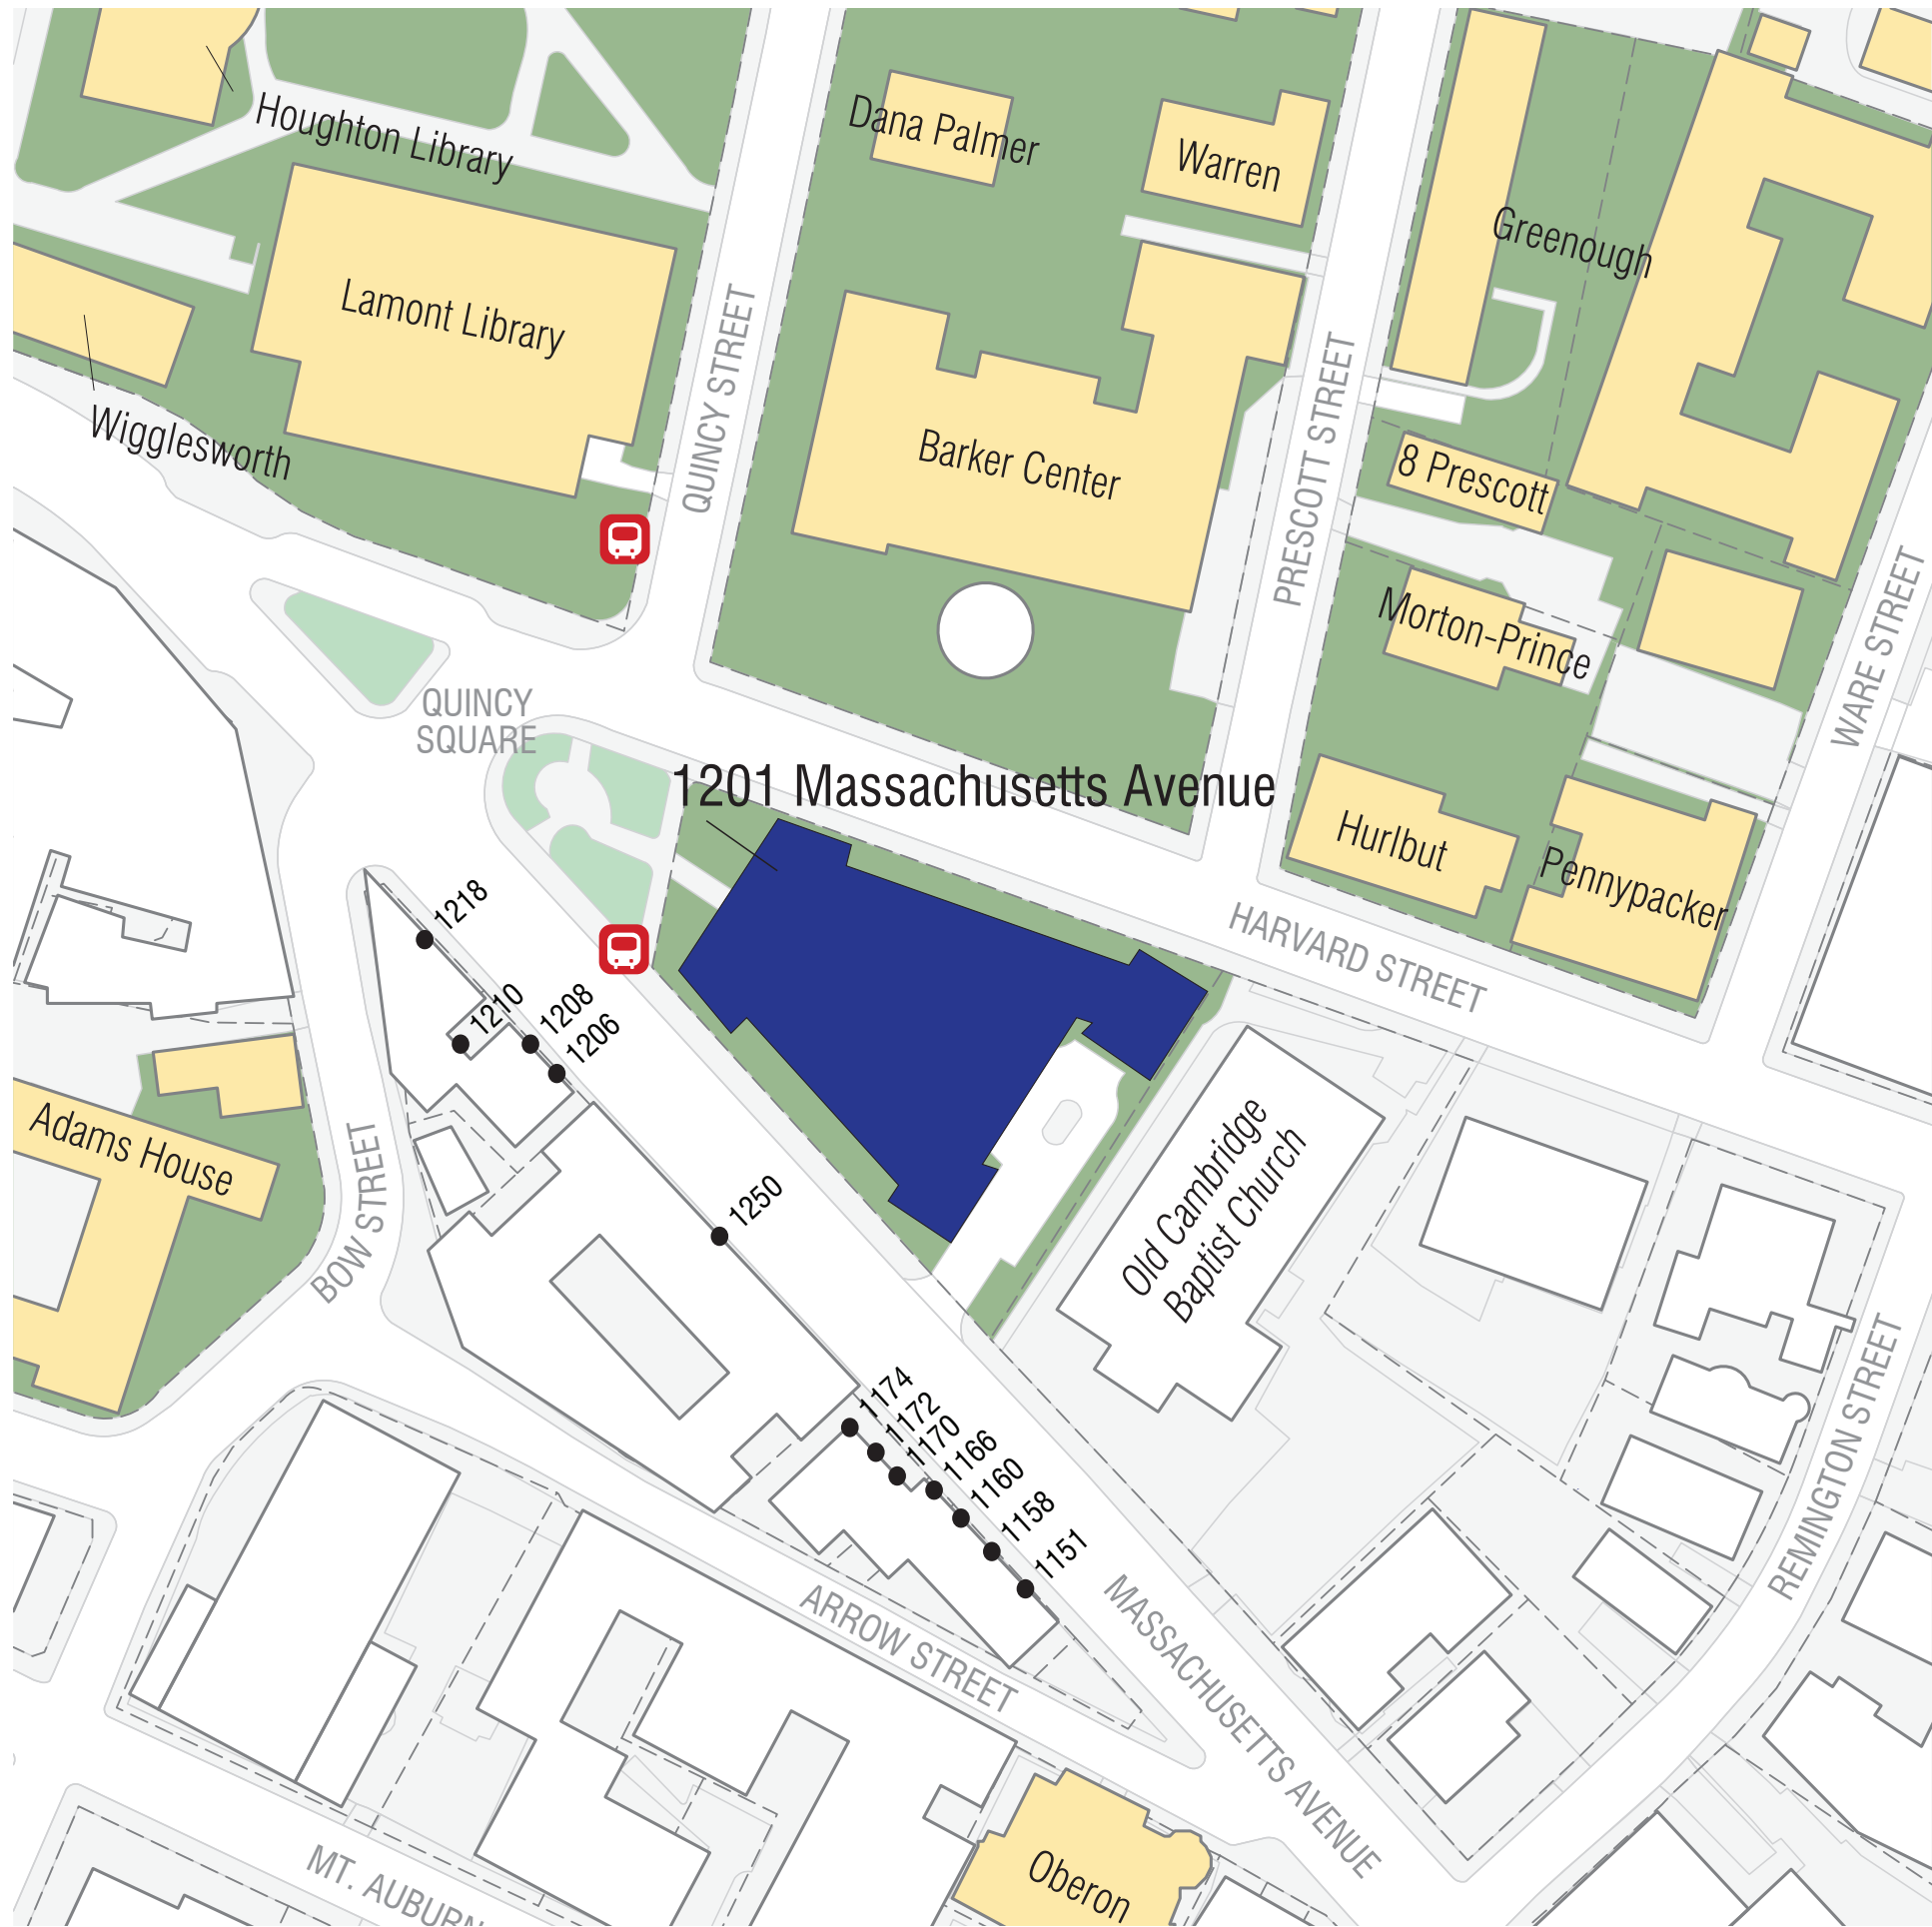 Houghton Library
Dana Palmer
Warren
Greenough
Lamont Library
QUINCY STREET
Wigglesworth
Barker Center
PRESCOTT STREET
8 Prescott
Morton-Prince
WARE STREET
QUINCY
SQUARE
1201 Massachusetts Avenue
Hurlbut
Pennypacker
HARVARD STREET
1218
1210
1208
1206
Adams House
BOW STREET
1250
Old Cambridge
Baptist Church
1174
1172
1170
1166
1160
1158
1151
REMINGTON STREET
ARROW STREET
MASSACHUSETTS AVENUE
MT. AUBURN
Oberon